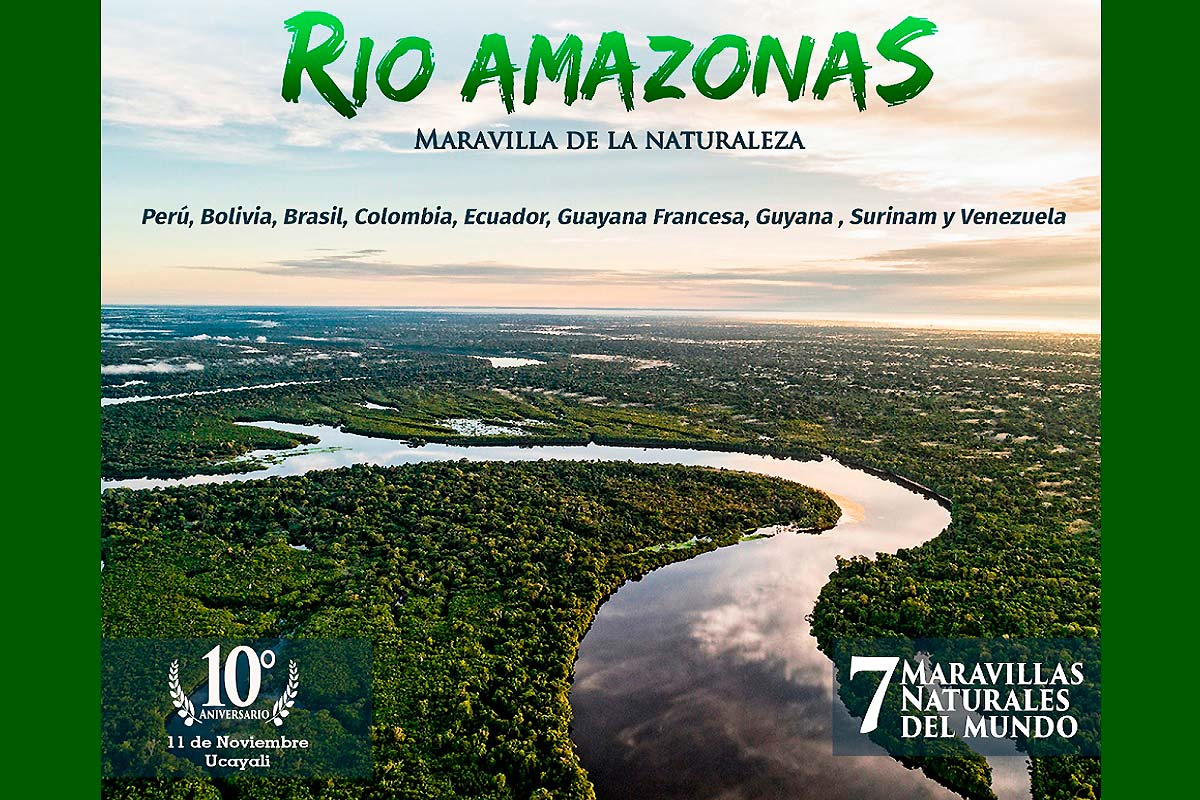 RIO AMAZONAS
MARAVILLA DE LA NATURALEZA
Perú, Bolivia, Brasil, Colombia, Ecuador, Guayana Francesa, Guyana , Surinam y Venezuela
10°
ANIVERSARIO
11 de Noviembre
Ucayali
7 MARAVILLAS
NATURALES
DEL MUNDO